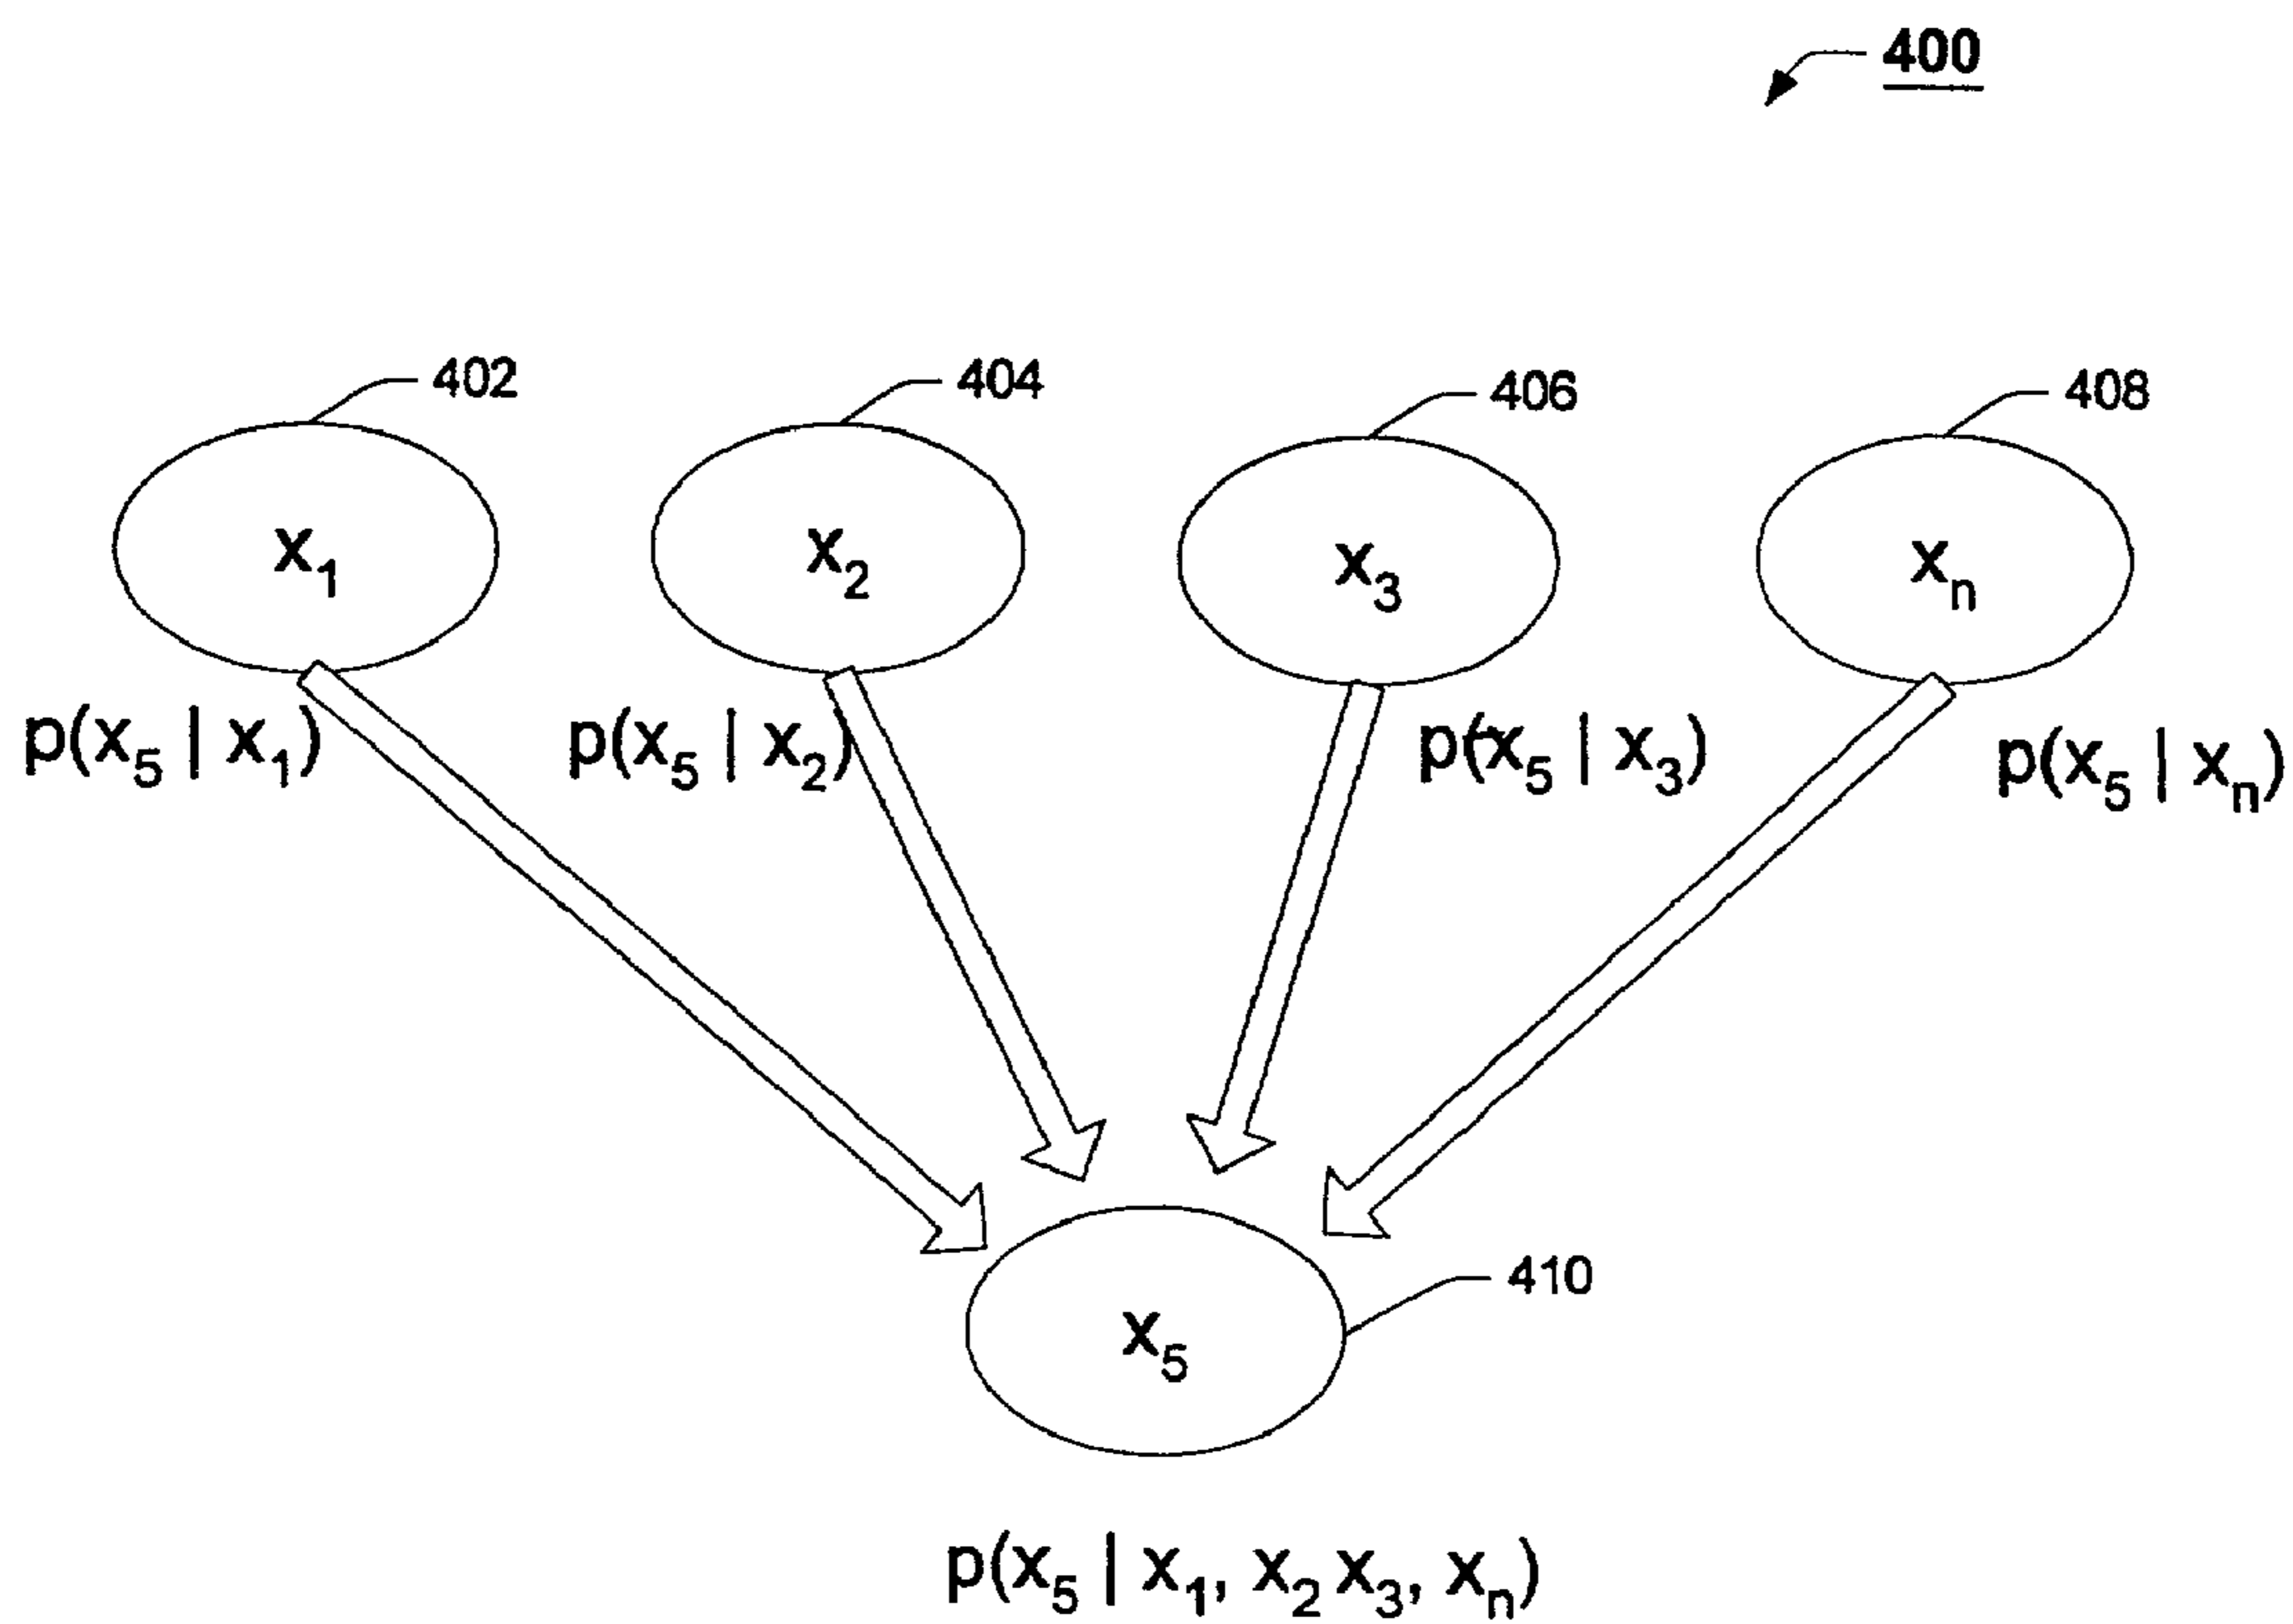 400
402
404
406
408
x₁
x₂
x₃
xₙ
p(x₅ | x₁)
p(x₅ | x₂)
p(x₅ | x₃)
p(x₅ | xₙ)
x₅
410
p(x₅ | x₁, x₂ x₃, xₙ)